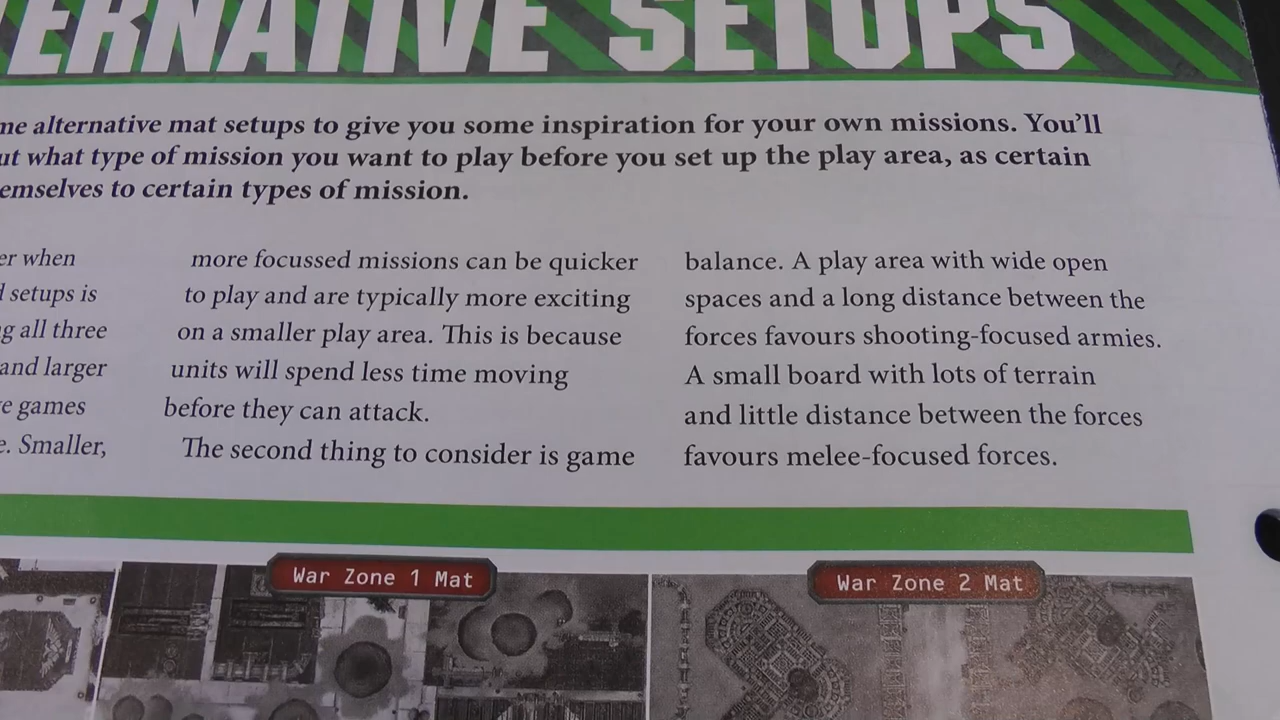 ERNATIVE SETUPS
me alternative mat setups to give you some inspiration for your own missions. You'll
ut what type of mission you want to play before you set up the play area, as certain
emselves to certain types of mission.
er when
d setups is
g all three
and larger
e games
e. Smaller,
more focussed missions can be quicker
to play and are typically more exciting
on a smaller play area. This is because
units will spend less time moving
before they can attack.
The second thing to consider is game
balance. A play area with wide open
spaces and a long distance between the
forces favours shooting-focused armies.
A small board with lots of terrain
and little distance between the forces
favours melee-focused forces.
War Zone 1 Mat
War Zone 2 Mat